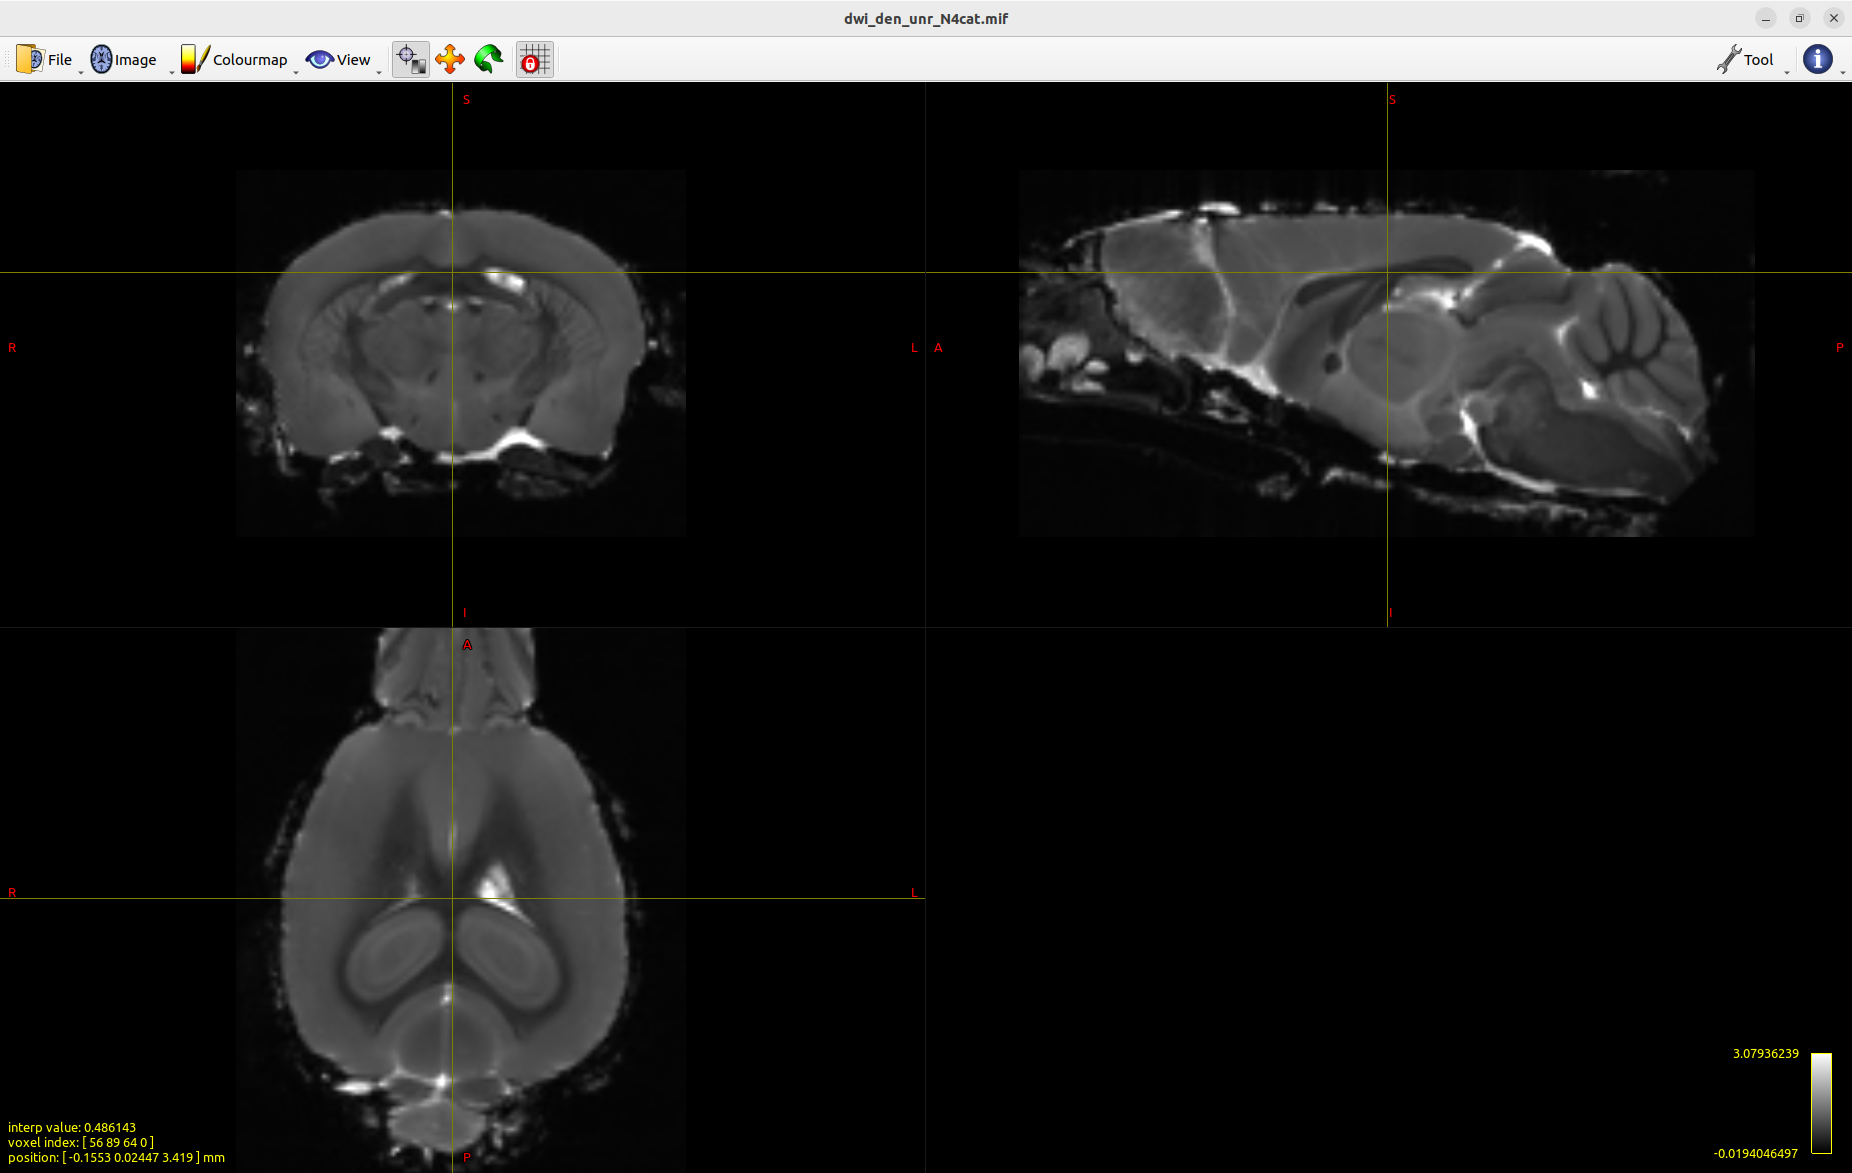 dwi_den_unr_N4cat.mif
File Image Colourmap View Tool
S
R L
I
S
A P
I
A
R L
P
interp value: 0.486143
voxel index: [ 56 89 64 0 ]
position: [ -0.1553 0.02447 3.419 ] mm
3.07936239
-0.0194046497